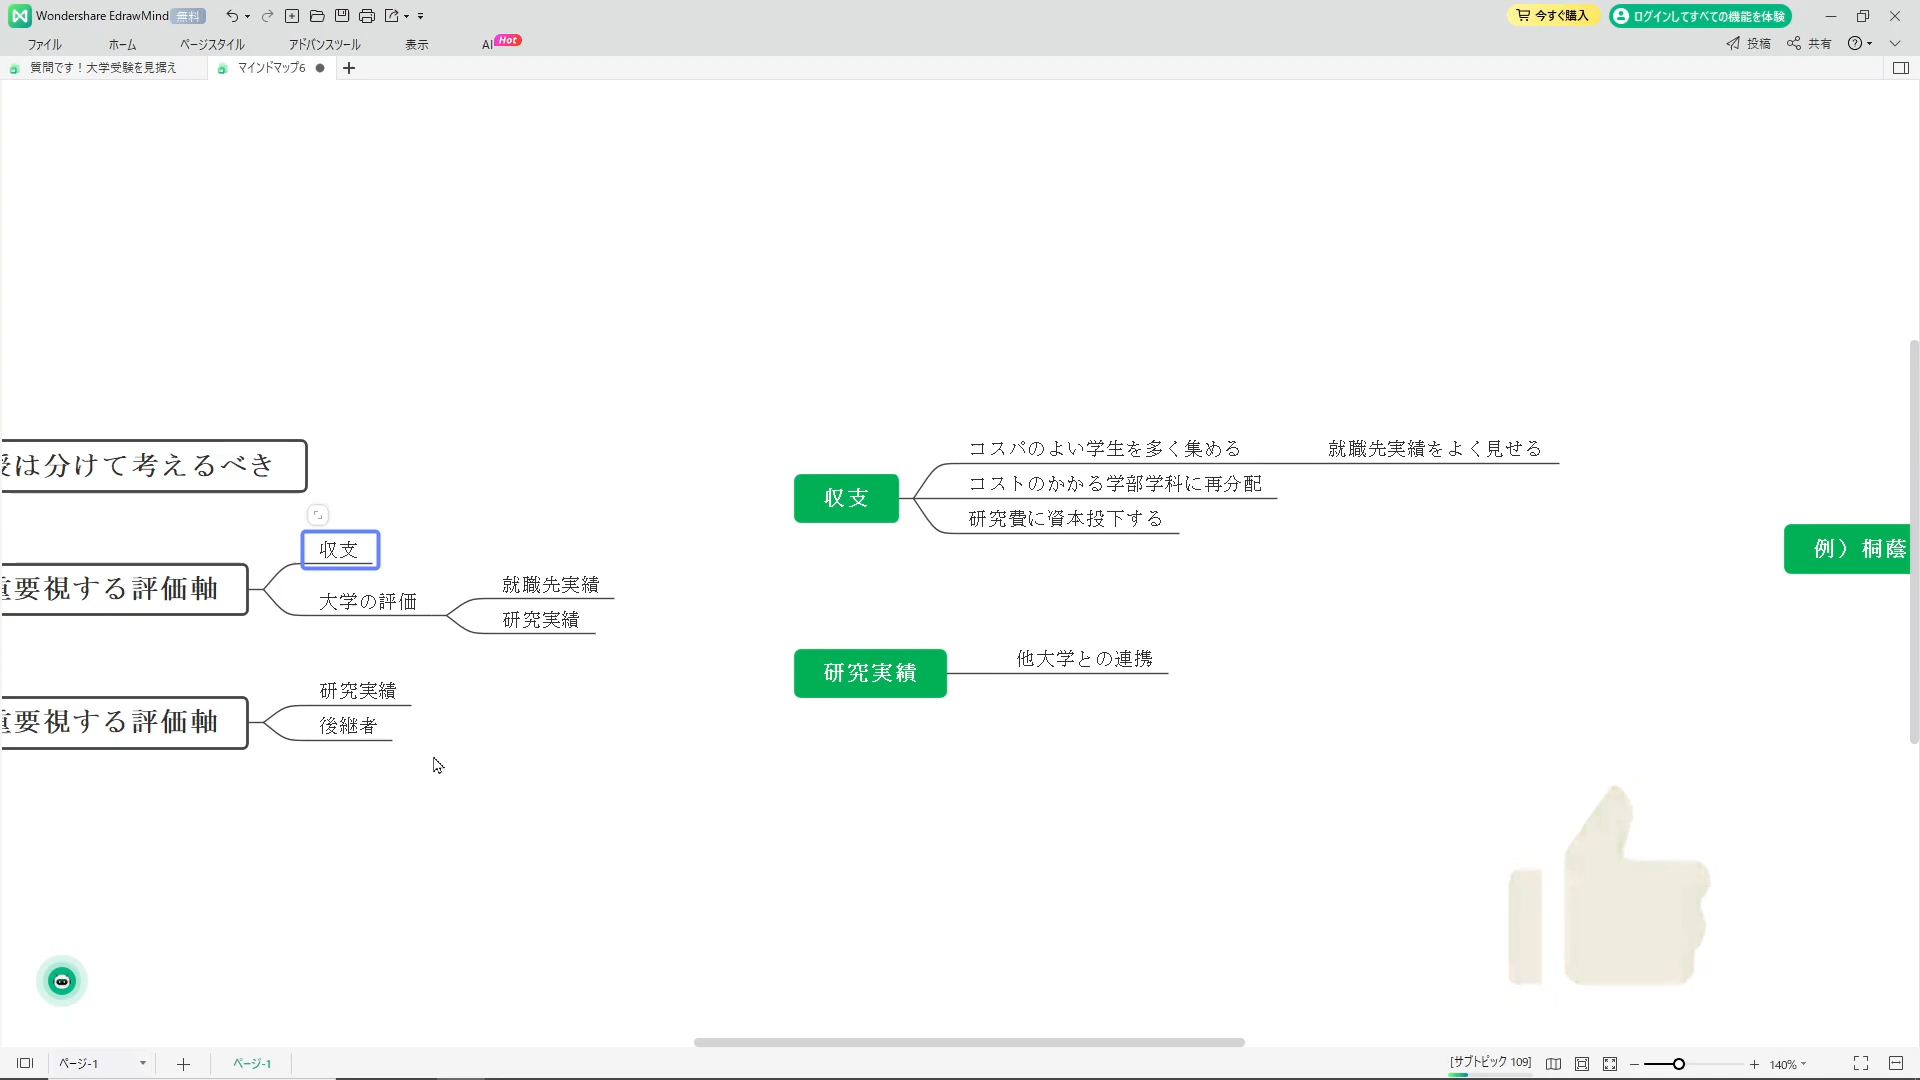 Wondershare EdrawMind 無料
今すぐ購入
ログインしてすべての機能を体験
ファイル ホーム ページスタイル アドバンスツール 表示 AI Hot
投稿 共有
質問です！大学受験を見据え マインドマップ6
は分けて考えるべき
収支
重要視する評価軸
大学の評価
就職先実績
研究実績
重要視する評価軸
研究実績
後継者
収支
コスパのよい学生を多く集める
就職先実績をよく見せる
コストのかかる学部学科に再分配
研究費に資本投下する
研究実績
他大学との連携
例）桐蔭
ページ-1 ページ-1
[サブトピック 109] 140%